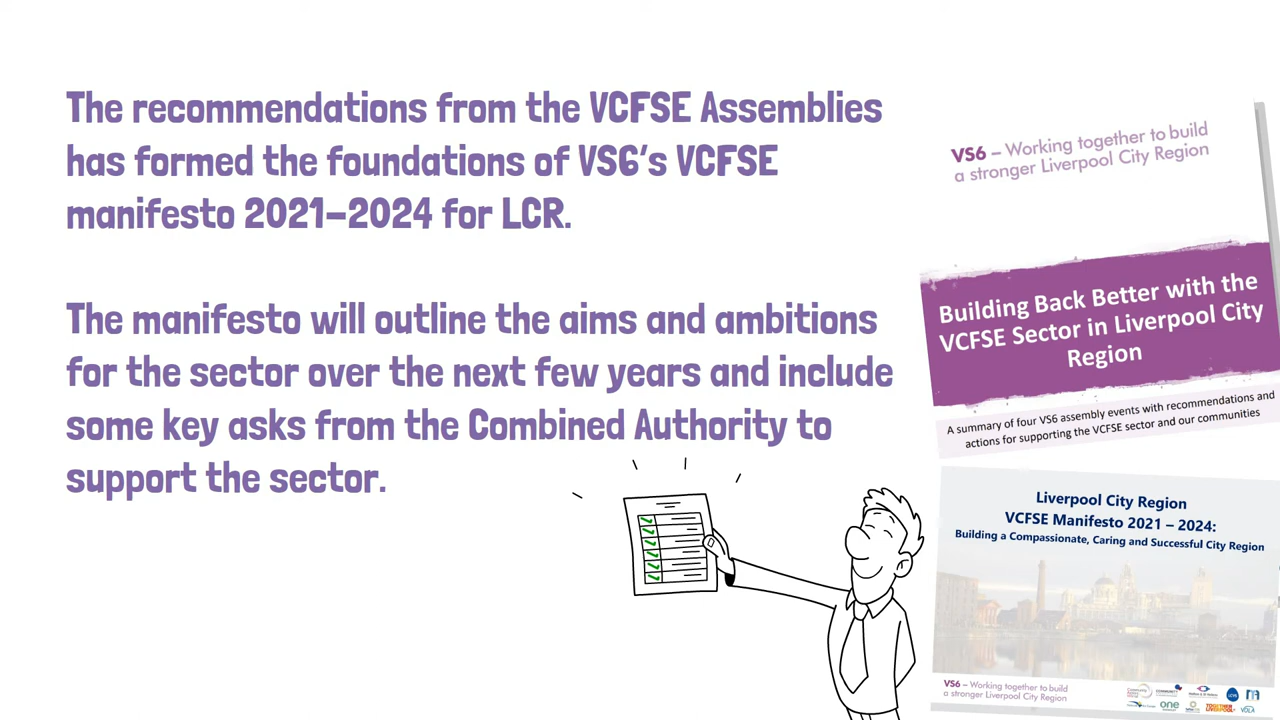 The recommendations from the VCFSE Assemblies
has formed the foundations of VS6's VCFSE
manifesto 2021-2024 for LCR.
The manifesto will outline the aims and ambitions
for the sector over the next few years and include
some key asks from the Combined Authority to
support the sector.
VS6 – Working together to build
a stronger Liverpool City Region
Building Back Better with the
VCFSE Sector in Liverpool City
Region
A summary of four VS6 assembly events with recommendations and
actions for supporting the VCFSE sector and our communities
Liverpool City Region
VCFSE Manifesto 2021 – 2024:
Building a Compassionate, Caring and Successful City Region
VS6 – Working together to build
a stronger Liverpool City Region
COMMUNITY
one
TOGETHER
LIVERPOOL
VOLA